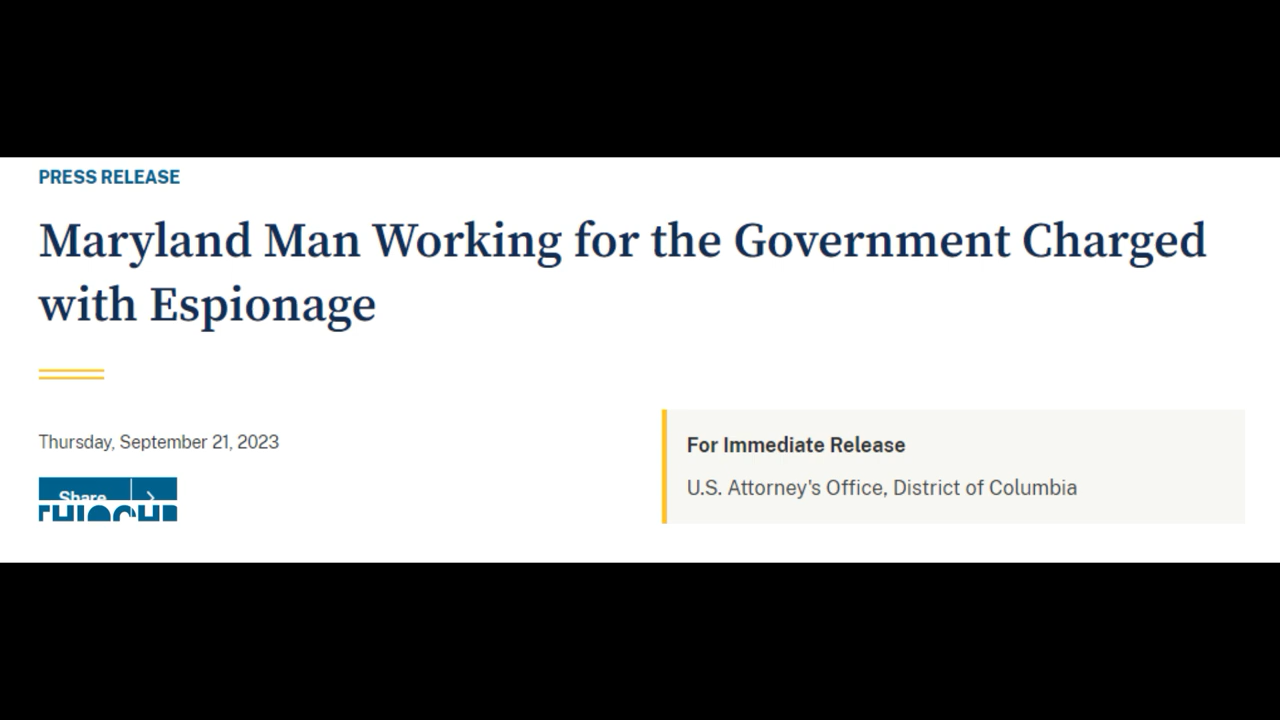 PRESS RELEASE
Maryland Man Working for the Government Charged
with Espionage
Thursday, September 21, 2023
For Immediate Release
U.S. Attorney's Office, District of Columbia
Share